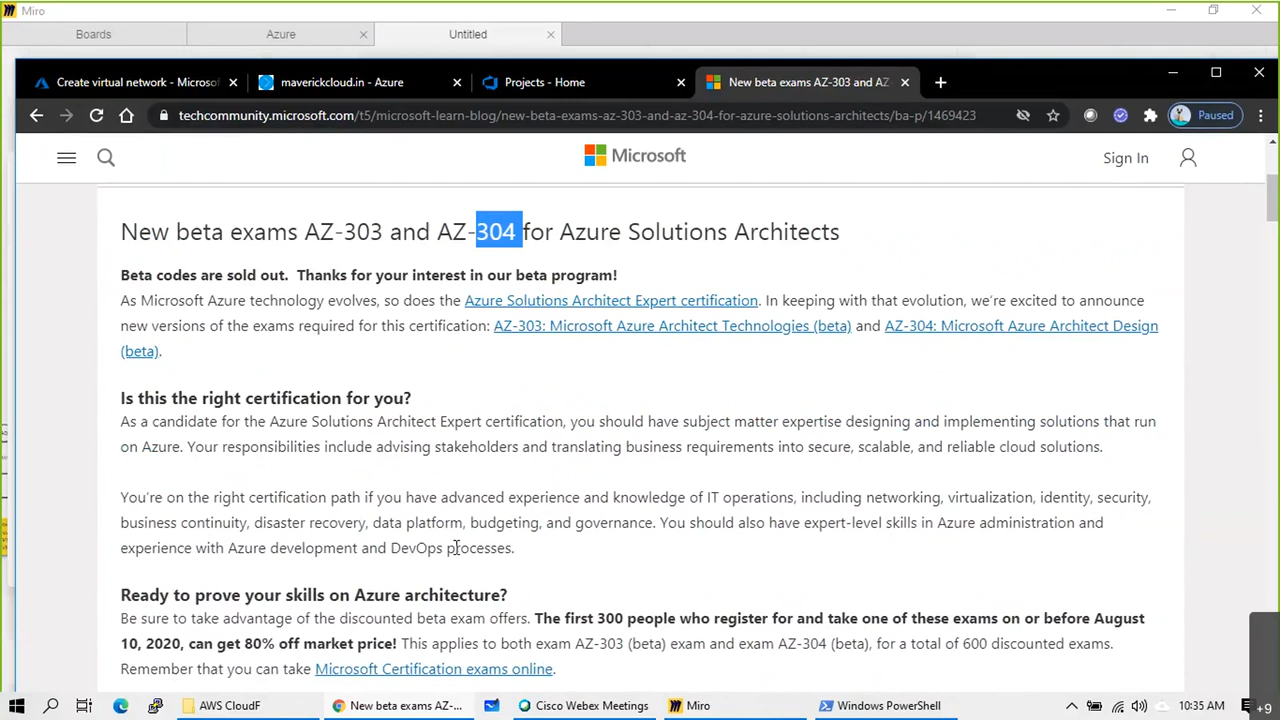 Miro
Boards
Azure
Untitled
Create virtual network - Microso
maverickcloud.in - Azure
Projects - Home
New beta exams AZ-303 and AZ
techcommunity.microsoft.com/t5/microsoft-learn-blog/new-beta-exams-az-303-and-az-304-for-azure-solutions-architects/ba-p/1469423
Paused
Microsoft
Sign In
New beta exams AZ-303 and AZ-304 for Azure Solutions Architects
Beta codes are sold out. Thanks for your interest in our beta program!
As Microsoft Azure technology evolves, so does the Azure Solutions Architect Expert certification. In keeping with that evolution, we're excited to announce
new versions of the exams required for this certification: AZ-303: Microsoft Azure Architect Technologies (beta) and AZ-304: Microsoft Azure Architect Design
(beta).
Is this the right certification for you?
As a candidate for the Azure Solutions Architect Expert certification, you should have subject matter expertise designing and implementing solutions that run
on Azure. Your responsibilities include advising stakeholders and translating business requirements into secure, scalable, and reliable cloud solutions.
You're on the right certification path if you have advanced experience and knowledge of IT operations, including networking, virtualization, identity, security,
business continuity, disaster recovery, data platform, budgeting, and governance. You should also have expert-level skills in Azure administration and
experience with Azure development and DevOps processes.
Ready to prove your skills on Azure architecture?
Be sure to take advantage of the discounted beta exam offers. The first 300 people who register for and take one of these exams on or before August
10, 2020, can get 80% off market price! This applies to both exam AZ-303 (beta) exam and exam AZ-304 (beta), for a total of 600 discounted exams.
Remember that you can take Microsoft Certification exams online.
AWS CloudF
New beta exams AZ-...
Cisco Webex Meetings
Miro
Windows PowerShell
10:35 AM
+9